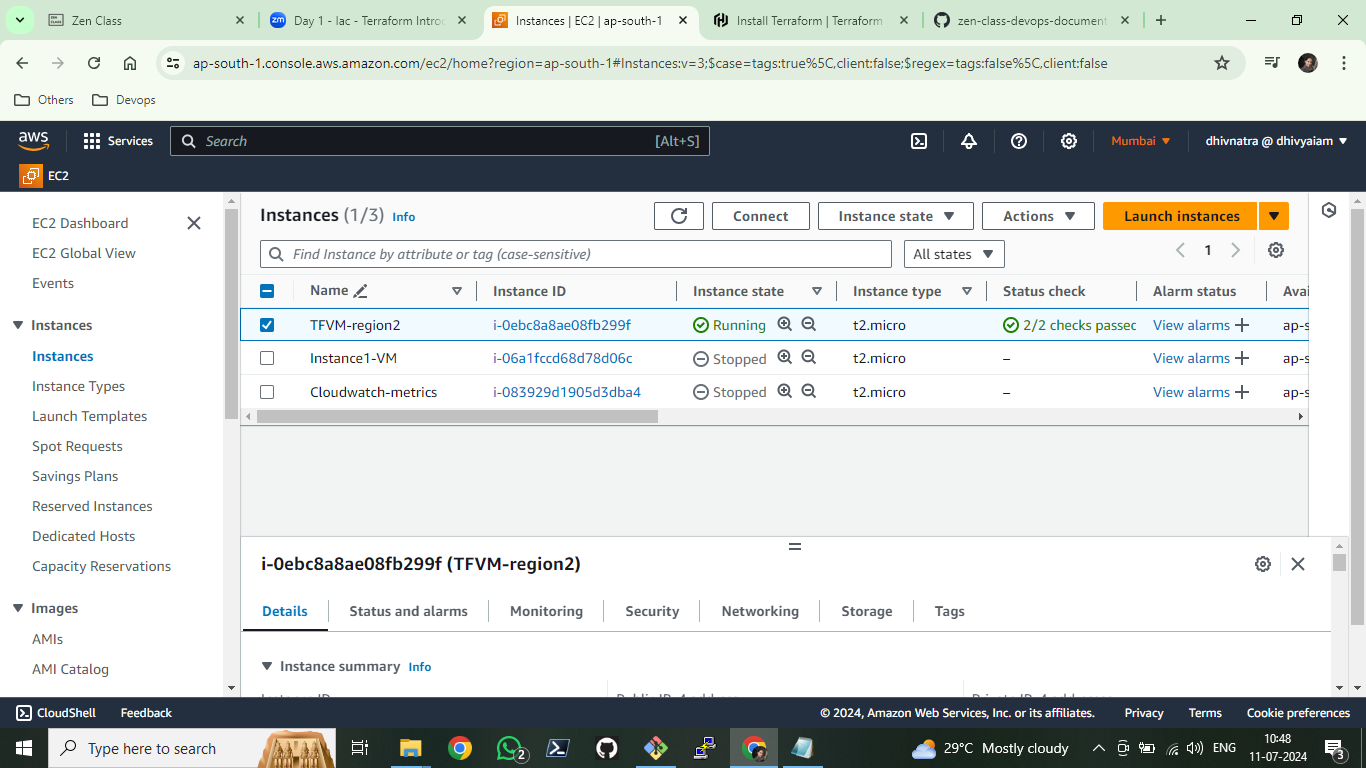 Zen Class
Day 1 - Iac - Terraform Introd
Instances | EC2 | ap-south-1
Install Terraform | Terraform
zen-class-devops-document
ap-south-1.console.aws.amazon.com/ec2/home?region=ap-south-1#Instances:v=3;$case=tags:true%5C,client:false;$regex=tags:false%5C,client:false
Others
Devops
aws
Services
Search
[Alt+S]
Mumbai
dhivnatra @ dhivyaiam
EC2
EC2 Dashboard
EC2 Global View
Events
Instances
Instances
Instance Types
Launch Templates
Spot Requests
Savings Plans
Reserved Instances
Dedicated Hosts
Capacity Reservations
Images
AMIs
AMI Catalog
Instances (1/3) Info
Connect
Instance state
Actions
Launch instances
Find Instance by attribute or tag (case-sensitive)
All states
1
Name Instance ID Instance state Instance type Status check Alarm status Avai
TFVM-region2 i-0ebc8a8ae08fb299f Running t2.micro 2/2 checks passec View alarms + ap-s
Instance1-VM i-06a1fccd68d78d06c Stopped t2.micro – View alarms + ap-s
Cloudwatch-metrics i-083929d1905d3dba4 Stopped t2.micro – View alarms + ap-s
i-0ebc8a8ae08fb299f (TFVM-region2)
Details
Status and alarms
Monitoring
Security
Networking
Storage
Tags
Instance summary Info
CloudShell
Feedback
© 2024, Amazon Web Services, Inc. or its affiliates.
Privacy
Terms
Cookie preferences
Type here to search
2
29°C Mostly cloudy
ENG
10:48
11-07-2024
3